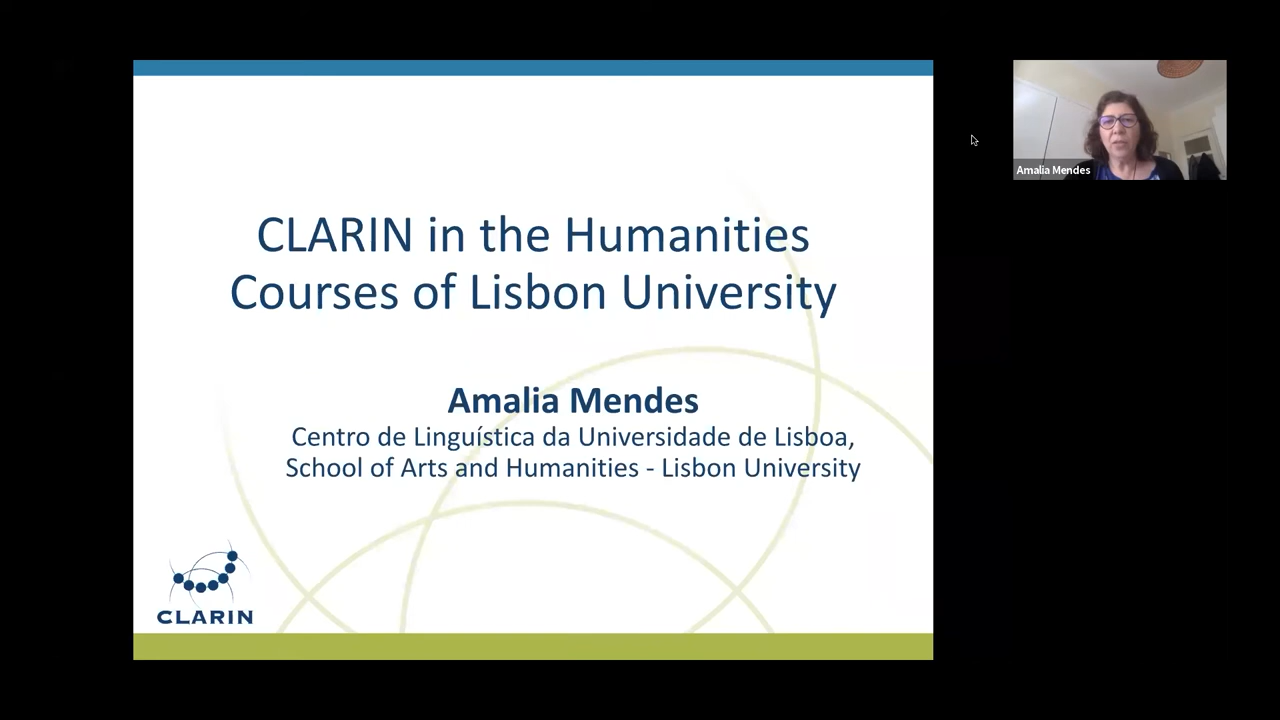 CLARIN in the Humanities
Courses of Lisbon University
Amalia Mendes
Centro de Linguística da Universidade de Lisboa,
School of Arts and Humanities - Lisbon University
CLARIN
Amalia Mendes